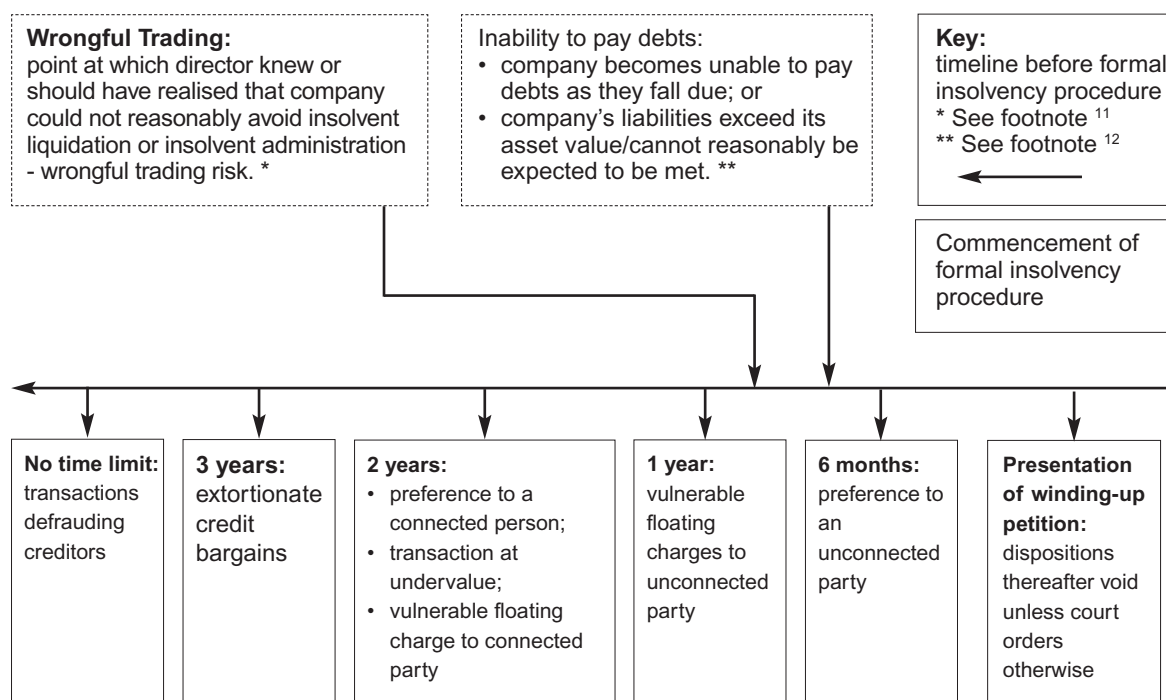 Wrongful Trading:
point at which director knew or
should have realised that company
could not reasonably avoid insolvent
liquidation or insolvent administration
- wrongful trading risk. *
Inability to pay debts:
• company becomes unable to pay
debts as they fall due; or
• company’s liabilities exceed its
asset value/cannot reasonably be
expected to be met. **
Key:
timeline before formal
insolvency procedure
* See footnote 11
** See footnote 12
Commencement of
formal insolvency
procedure
No time limit:
transactions
defrauding
creditors
3 years:
extortionate
credit
bargains
2 years:
• preference to a
connected person;
• transaction at
undervalue;
• vulnerable floating
charge to connected
party
1 year:
vulnerable
floating
charges to
unconnected
party
6 months:
preference to
an
unconnected
party
Presentation
of winding-up
petition:
dispositions
thereafter void
unless court
orders
otherwise